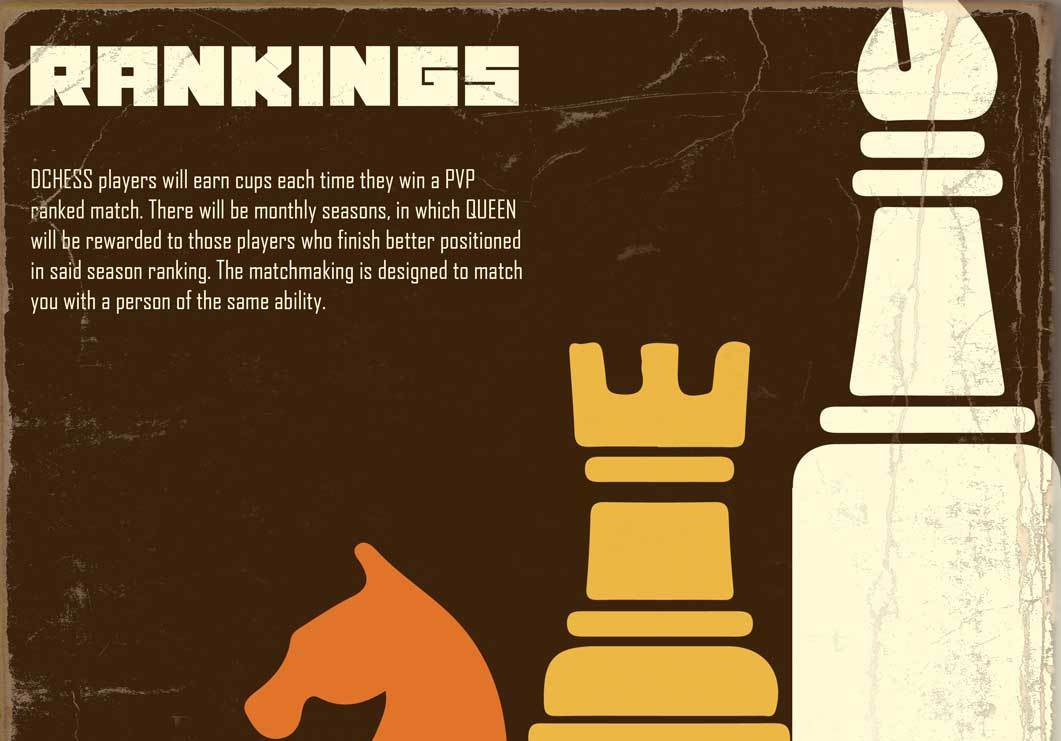 RANKINGS
DCHESS players will earn cups each time they win a PVP
ranked match. There will be monthly seasons, in which QUEEN
will be rewarded to those players who finish better positioned
in said season ranking. The matchmaking is designed to match
you with a person of the same ability.